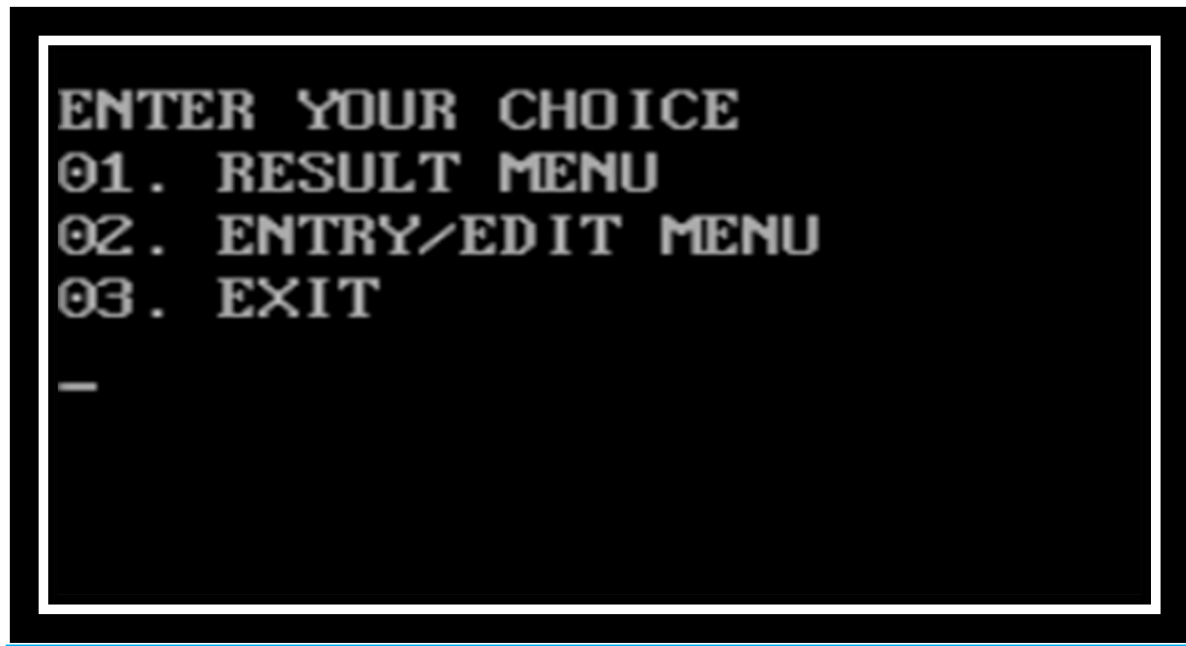 ENTER YOUR CHOICE
01. RESULT MENU
02. ENTRY/EDIT MENU
03. EXIT
_